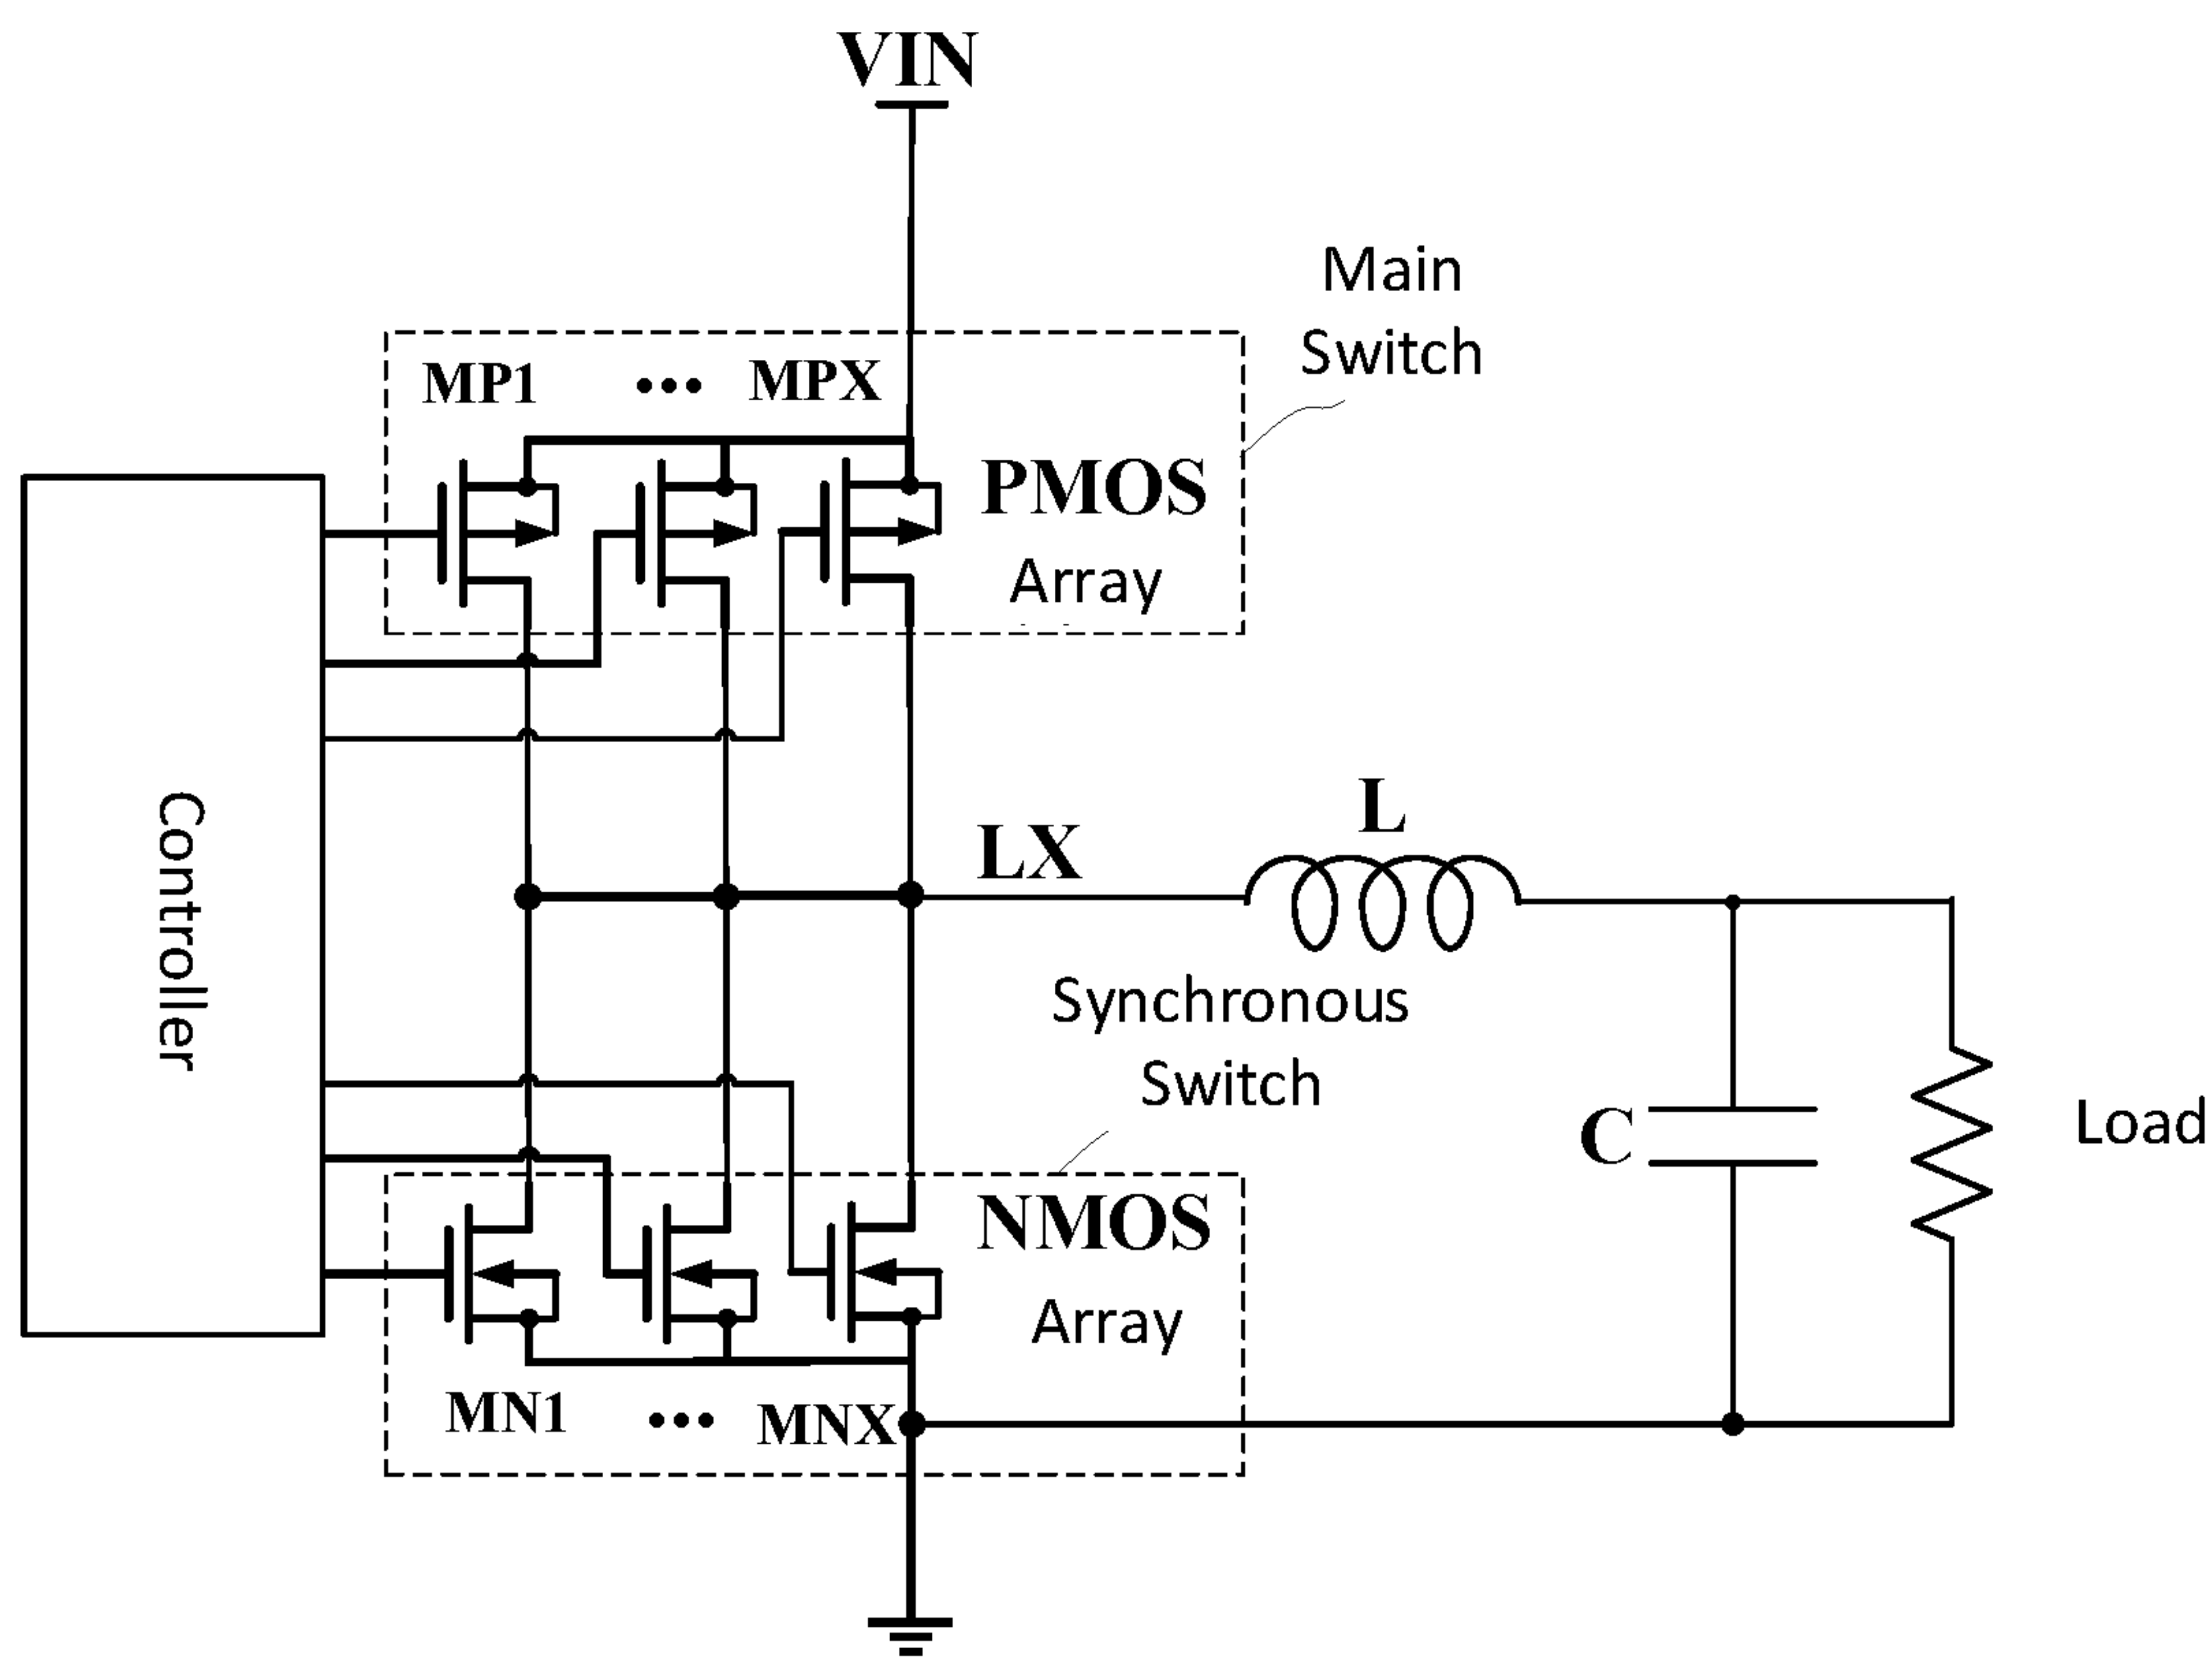 VIN
Main
Switch
MP1 ••• MPX
PMOS
Array
Controller
LX
L
Synchronous
Switch
C
Load
NMOS
Array
MN1 ••• MNX